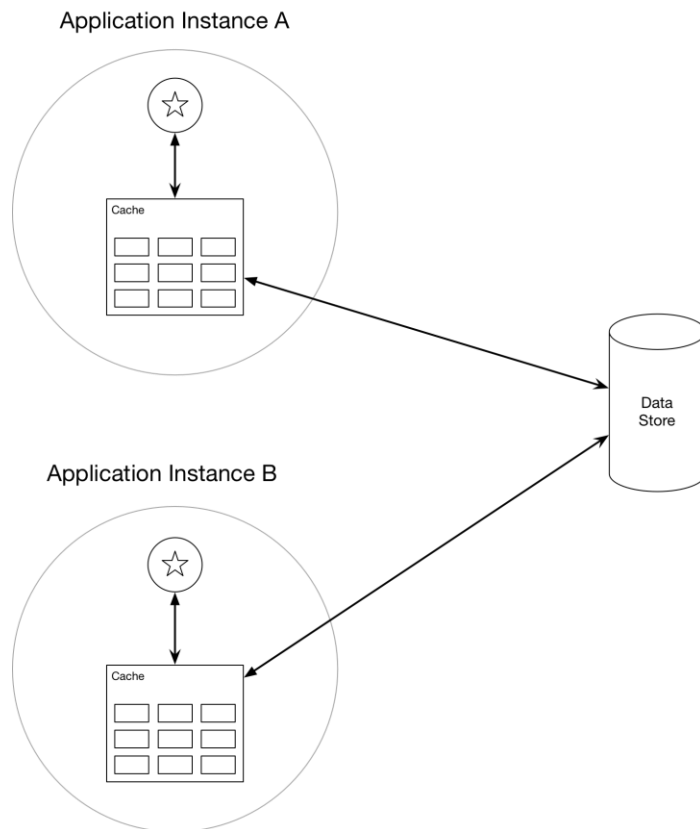 Application Instance A
Cache
Data
Store
Application Instance B
Cache